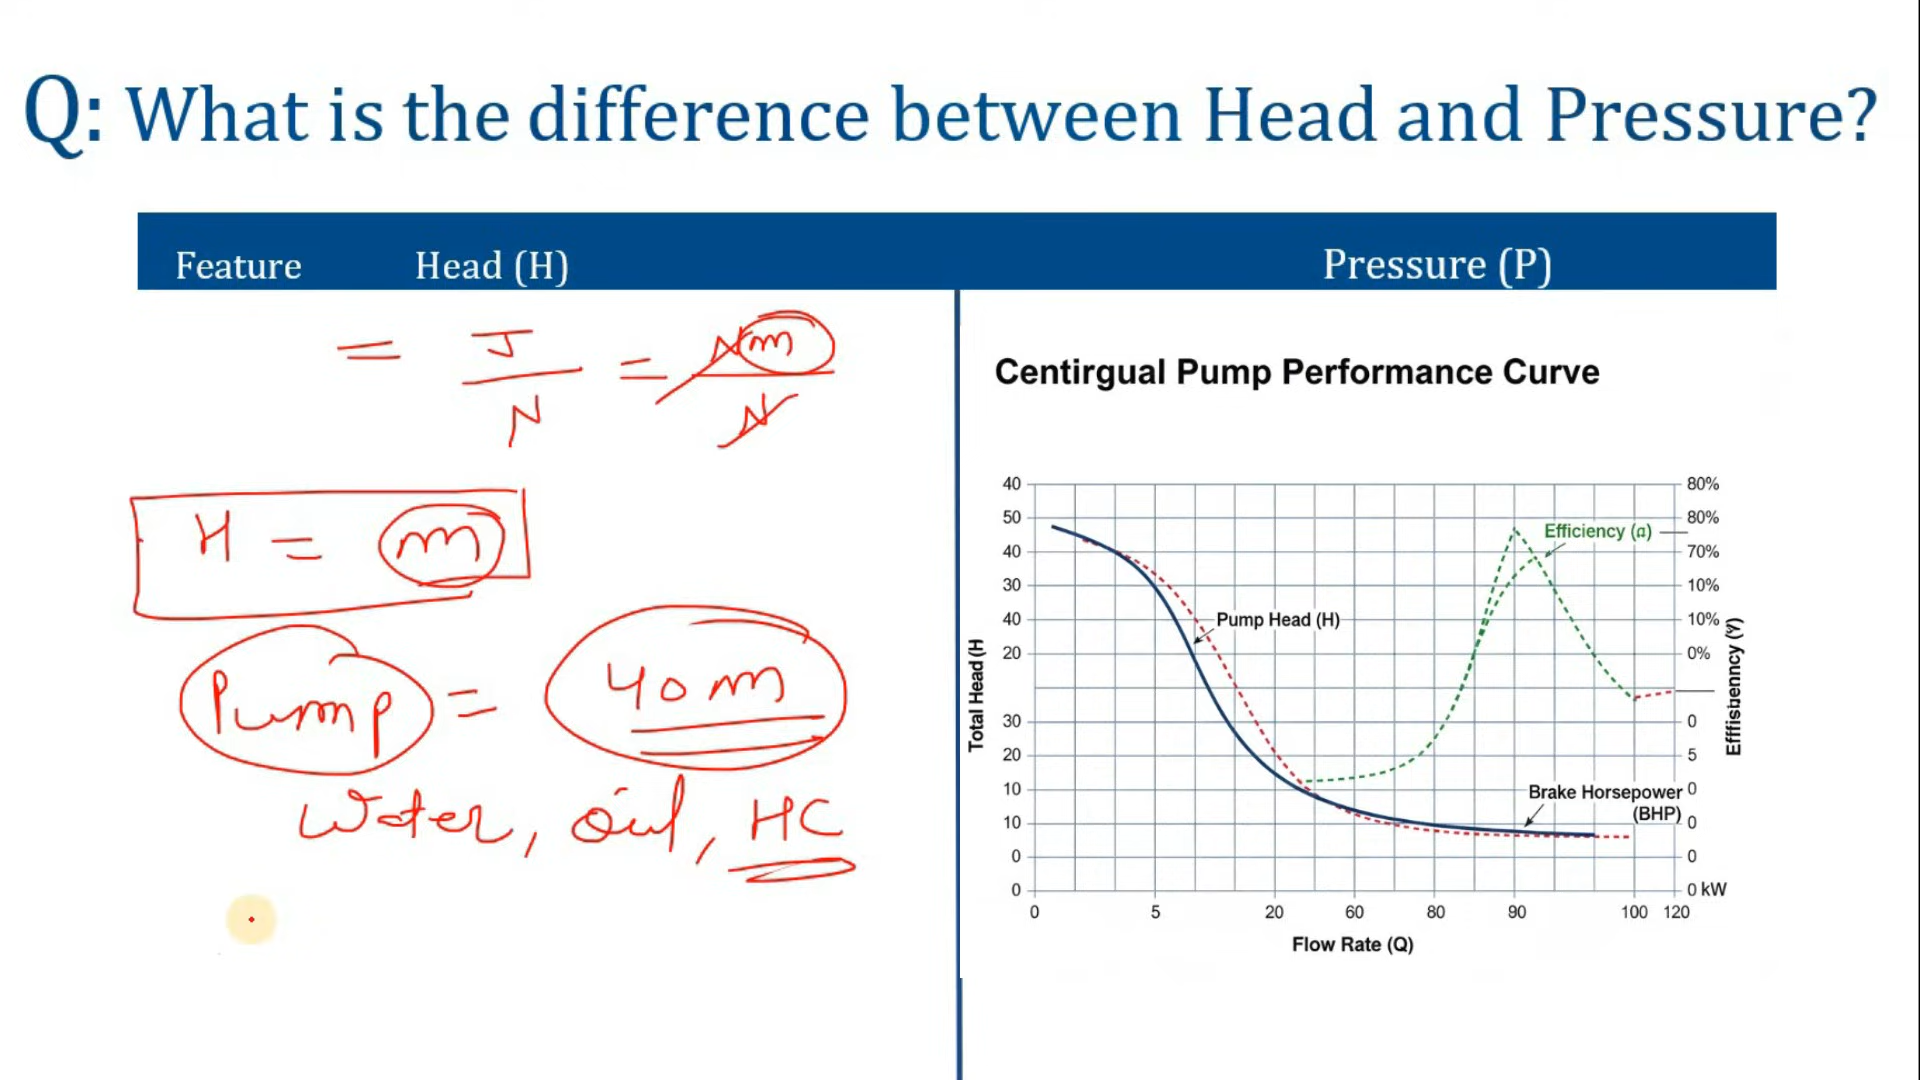 Q: What is the difference between Head and Pressure?
Feature Head (H) Pressure (P)
= J/N = Nm/N
H = m
Pump = 40m
Water, Oil, HC
Centirgual Pump Performance Curve
40
50
40
30
40
20
30
20
10
10
0
0
Total Head (H
80%
80%
70%
10%
10%
0%
0
5
0
0
0
0 kW
Effisbenncy (Y)
Efficiency (α)
Pump Head (H)
Brake Horsepower
(BHP)
0 5 20 60 80 90 100 120
Flow Rate (Q)